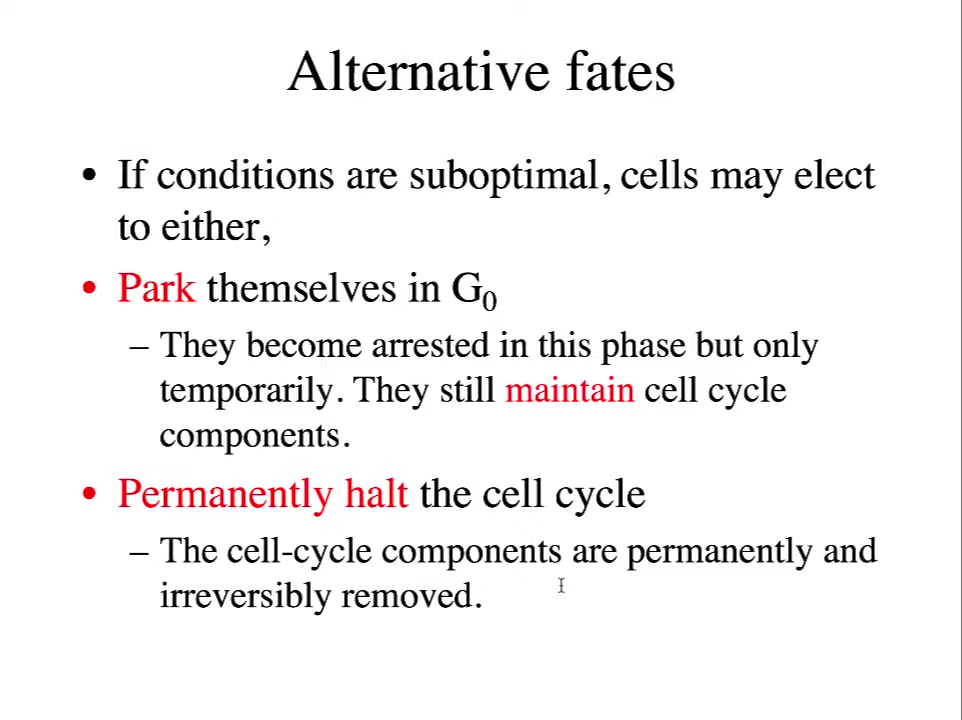 Alternative fates
• If conditions are suboptimal, cells may elect
to either,
• Park themselves in G₀
– They become arrested in this phase but only
temporarily. They still maintain cell cycle
components.
• Permanently halt the cell cycle
– The cell-cycle components are permanently and
irreversibly removed.